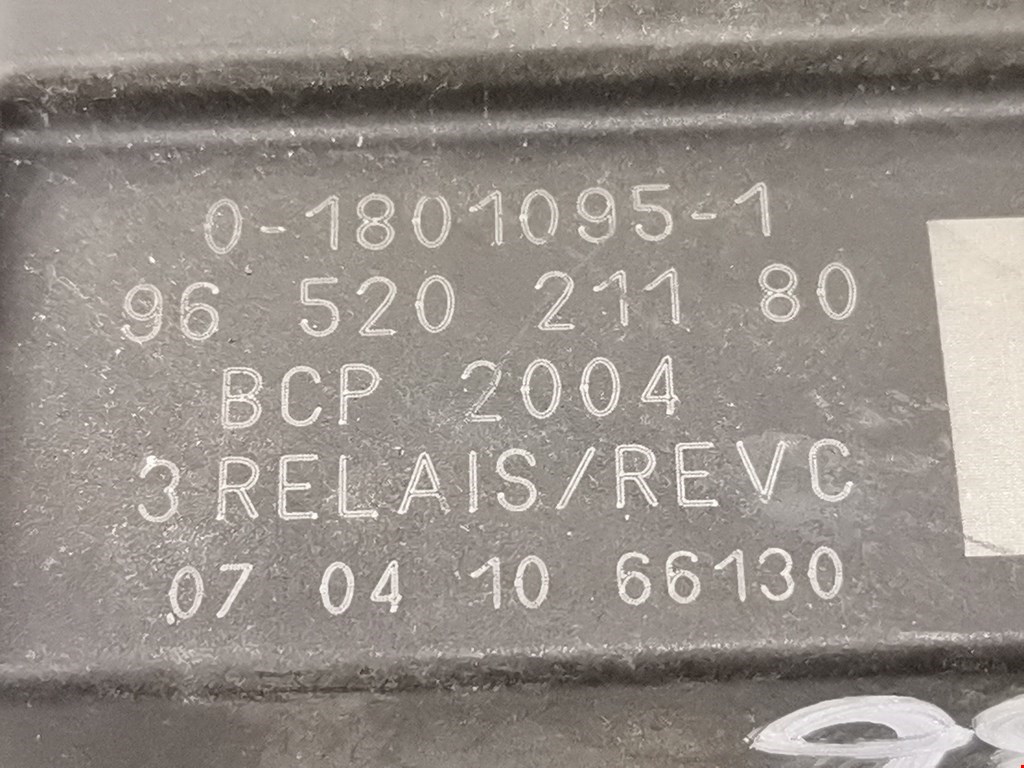 0-1801095-1
96 520 211 80
BCP 2004
3 RELAIS/REVC
07 04 10 66130